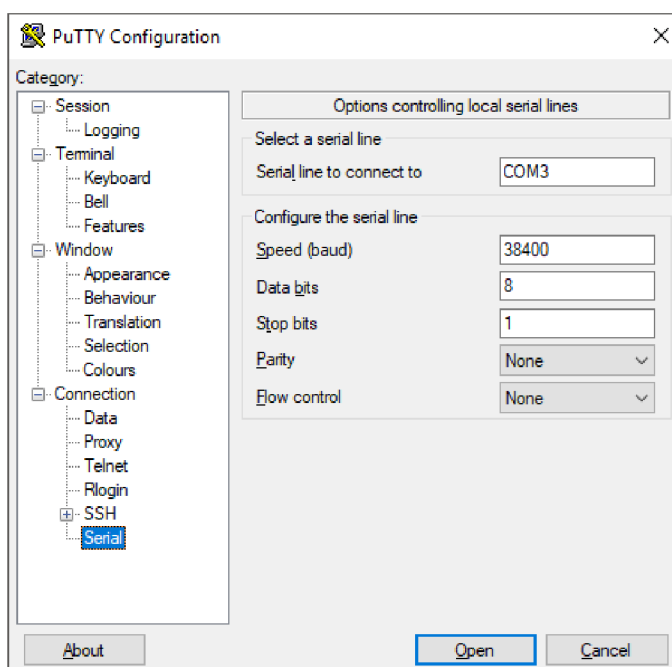 PuTTY Configuration
Category:
Session
Logging
Terminal
Keyboard
Bell
Features
Window
Appearance
Behaviour
Translation
Selection
Colours
Connection
Data
Proxy
Telnet
Rlogin
SSH
Serial
Options controlling local serial lines
Select a serial line
Serial line to connect to COM3
Configure the serial line
Speed (baud) 38400
Data bits 8
Stop bits 1
Parity None
Flow control None
About Open Cancel